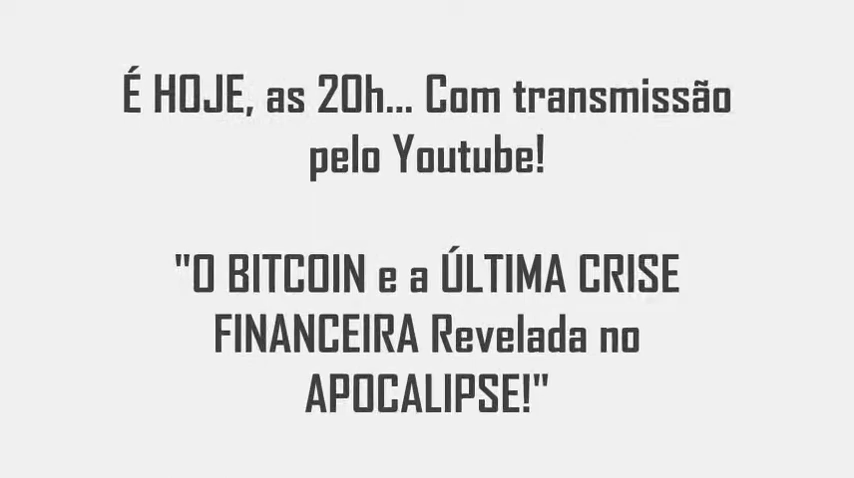 É HOJE, as 20h... Com transmissão
pelo Youtube!
"O BITCOIN e a ÚLTIMA CRISE
FINANCEIRA Revelada no
APOCALIPSE!"